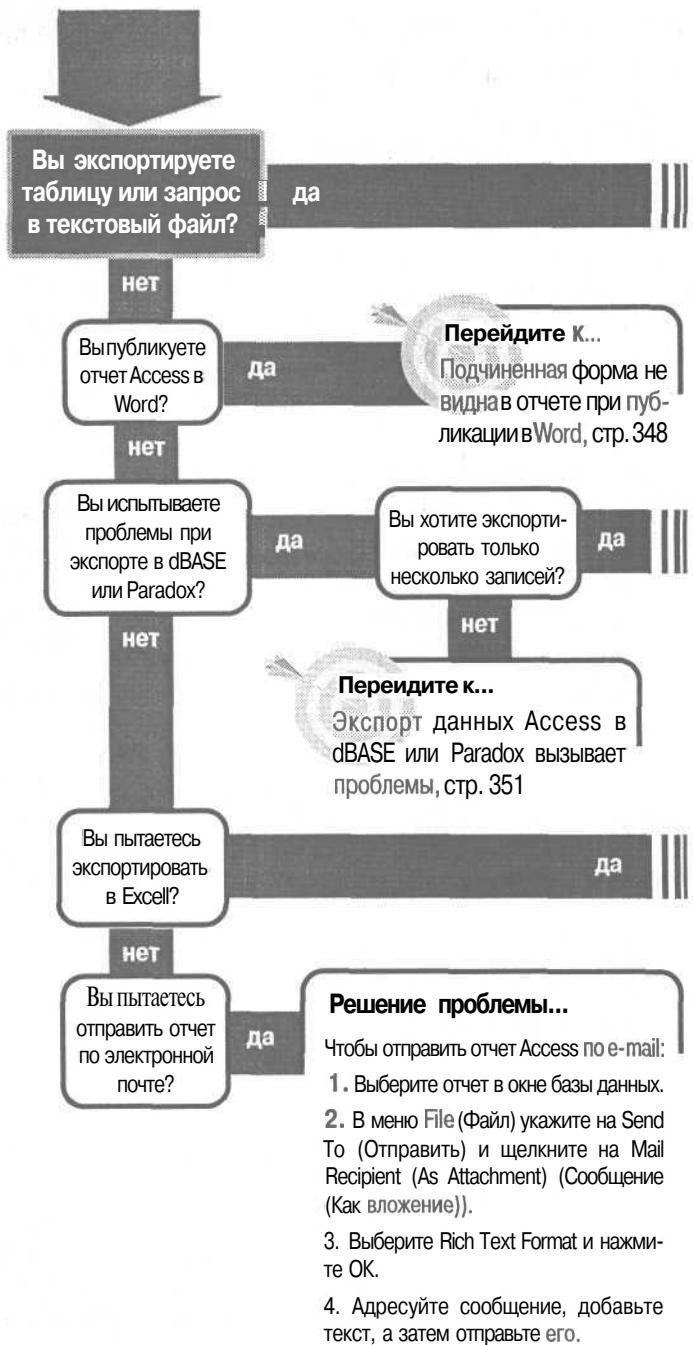 Вы экспортируете
таблицу или запрос
в текстовый файл?
да
нет
Вы публикуете
отчет Access в
Word?
да
Перейдите к...
Подчиненная форма не
видна в отчете при пуб-
ликации в Word, стр. 348
нет
Вы испытываете
проблемы при
экспорте в dBASE
или Paradox?
да
Вы хотите экспорти-
ровать только
несколько записей?
да
нет
нет
Переидите к...
Экспорт данных Access в
dBASE или Paradox вызывает
проблемы, стр. 351
Вы пытаетесь
экспортировать
в Excell?
да
нет
Вы пытаетесь
отправить отчет
по электронной
почте?
да
Решение проблемы...
Чтобы отправить отчет Access по e-mail:
1. Выберите отчет в окне базы данных.
2. В меню File (Файл) укажите на Send
To (Отправить) и щелкните на Mail
Recipient (As Attachment) (Сообщение
(Как вложение)).
3. Выберите Rich Text Format и нажми-
те OK.
4. Адресуйте сообщение, добавьте
текст, а затем отправьте его.